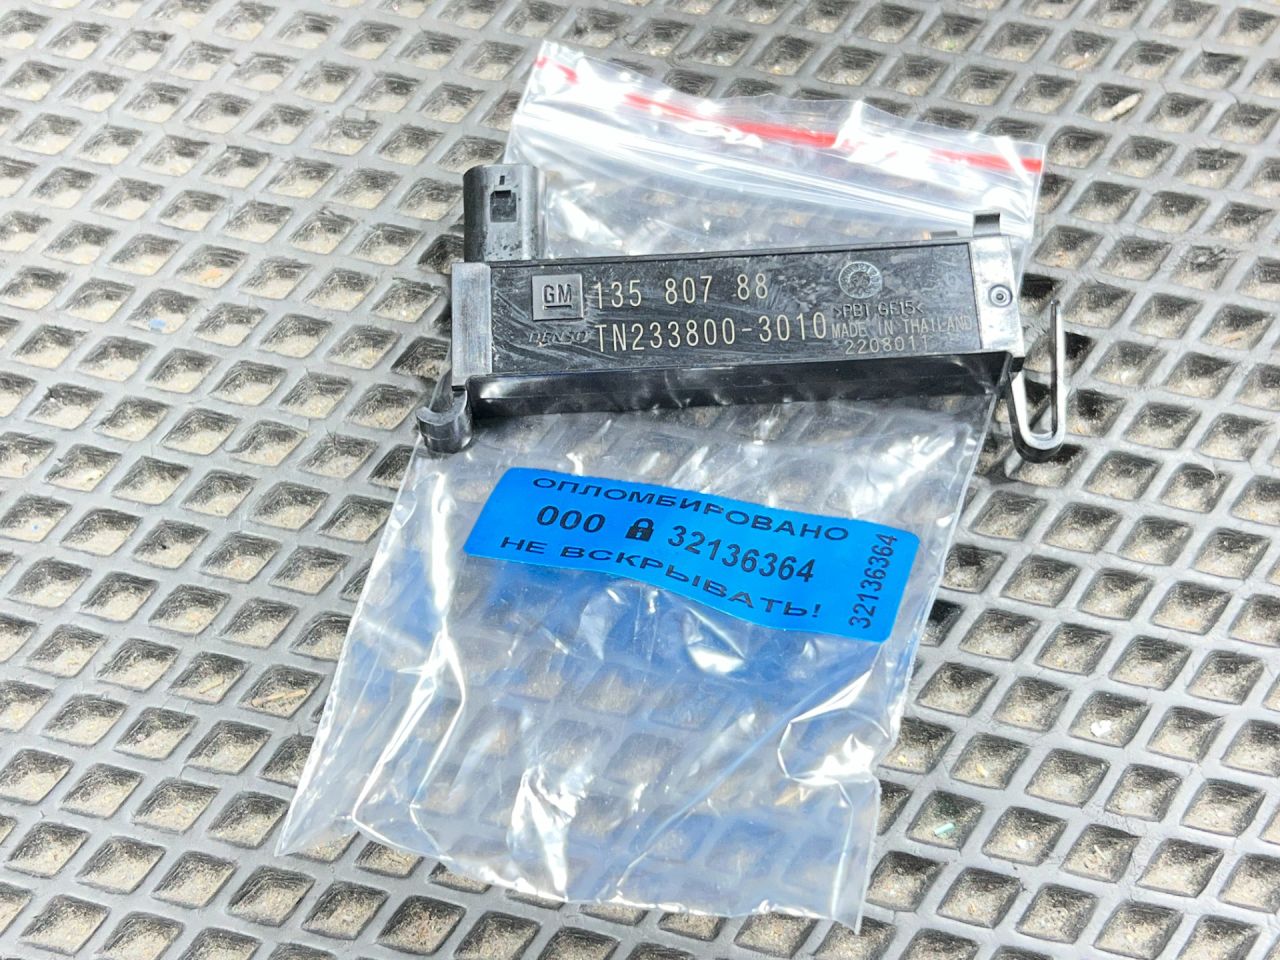 GM 135 807 88
DENSO TN233800-3010
>PBT GF15<
MADE IN THAILAND
2208011
ОПЛОМБИРОВАНО
000 32136364
НЕ ВСКРЫВАТЬ!
32136364